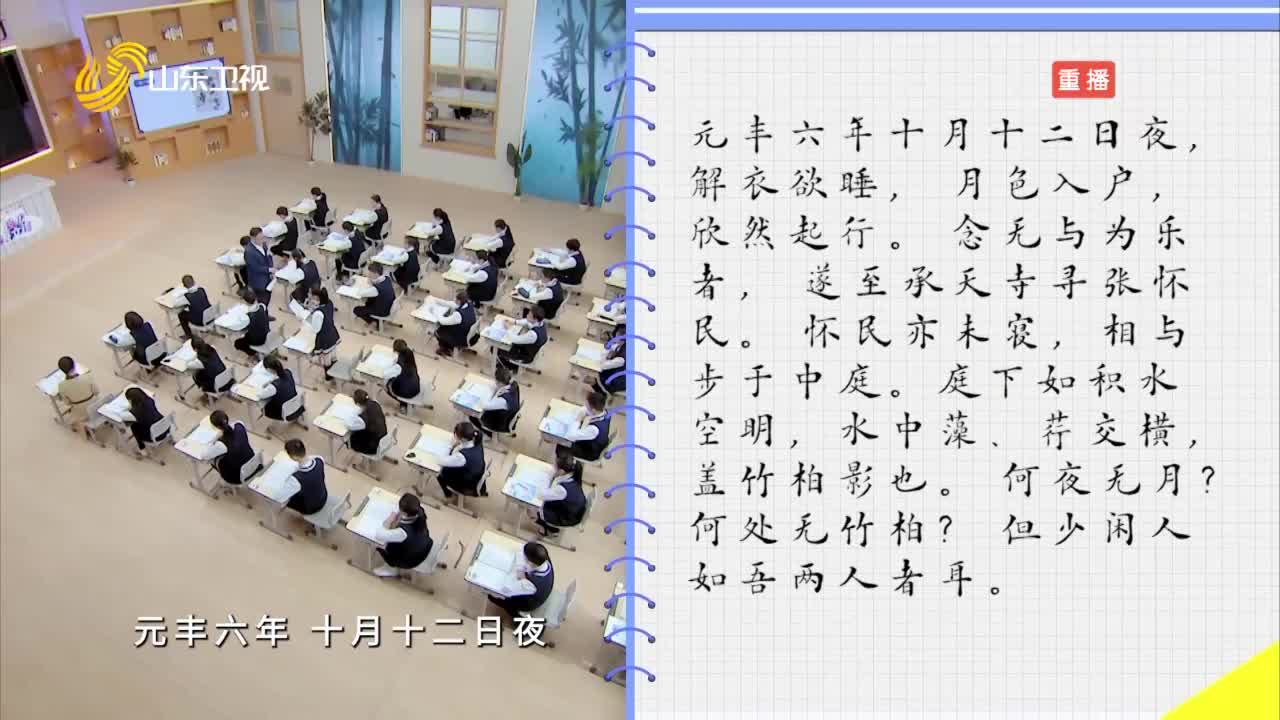 山东卫视
重播
元丰六年十月十二日夜，
解衣欲睡， 月色入户，
欣然起行。 念无与为乐
者， 遂至承天寺寻张怀
民。 怀民亦未寝， 相与
步于中庭。 庭下如积水
空明， 水中藻、荇交横，
盖竹柏影也。 何夜无月？
何处无竹柏？ 但少闲人
如吾两人者耳。
元丰六年 十月十二日夜